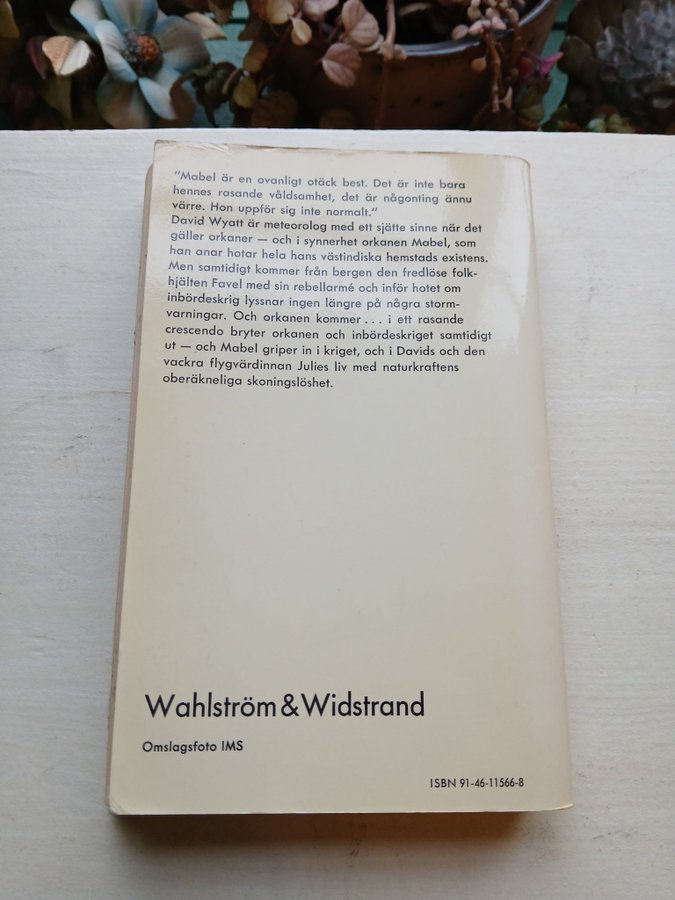 "Mabel är en ovanligt otäck best. Det är inte bara
hennes rasande våldsamhet, det är någonting ännu
värre. Hon uppför sig inte normalt."
David Wyatt är meteorolog med ett sjätte sinne när det
gäller orkaner — och i synnerhet orkanen Mabel, som
han anar hotar hela hans västindiska hemstads existens.
Men samtidigt kommer från bergen den fredlöse folk-
hjälten Favel med sin rebellarmé och inför hotet om
inbördeskrig lyssnar ingen längre på några storm-
varningar. Och orkanen kommer... i ett rasande
crescendo bryter orkanen och inbördeskriget samtidigt
ut — och Mabel griper in i kriget, och i Davids och den
vackra flygvärdinnan Julies liv med naturkraftens
oberäkneliga skoningslöshet.
Wahlström & Widstrand
Omslagsfoto IMS
ISBN 91-46-11566-8